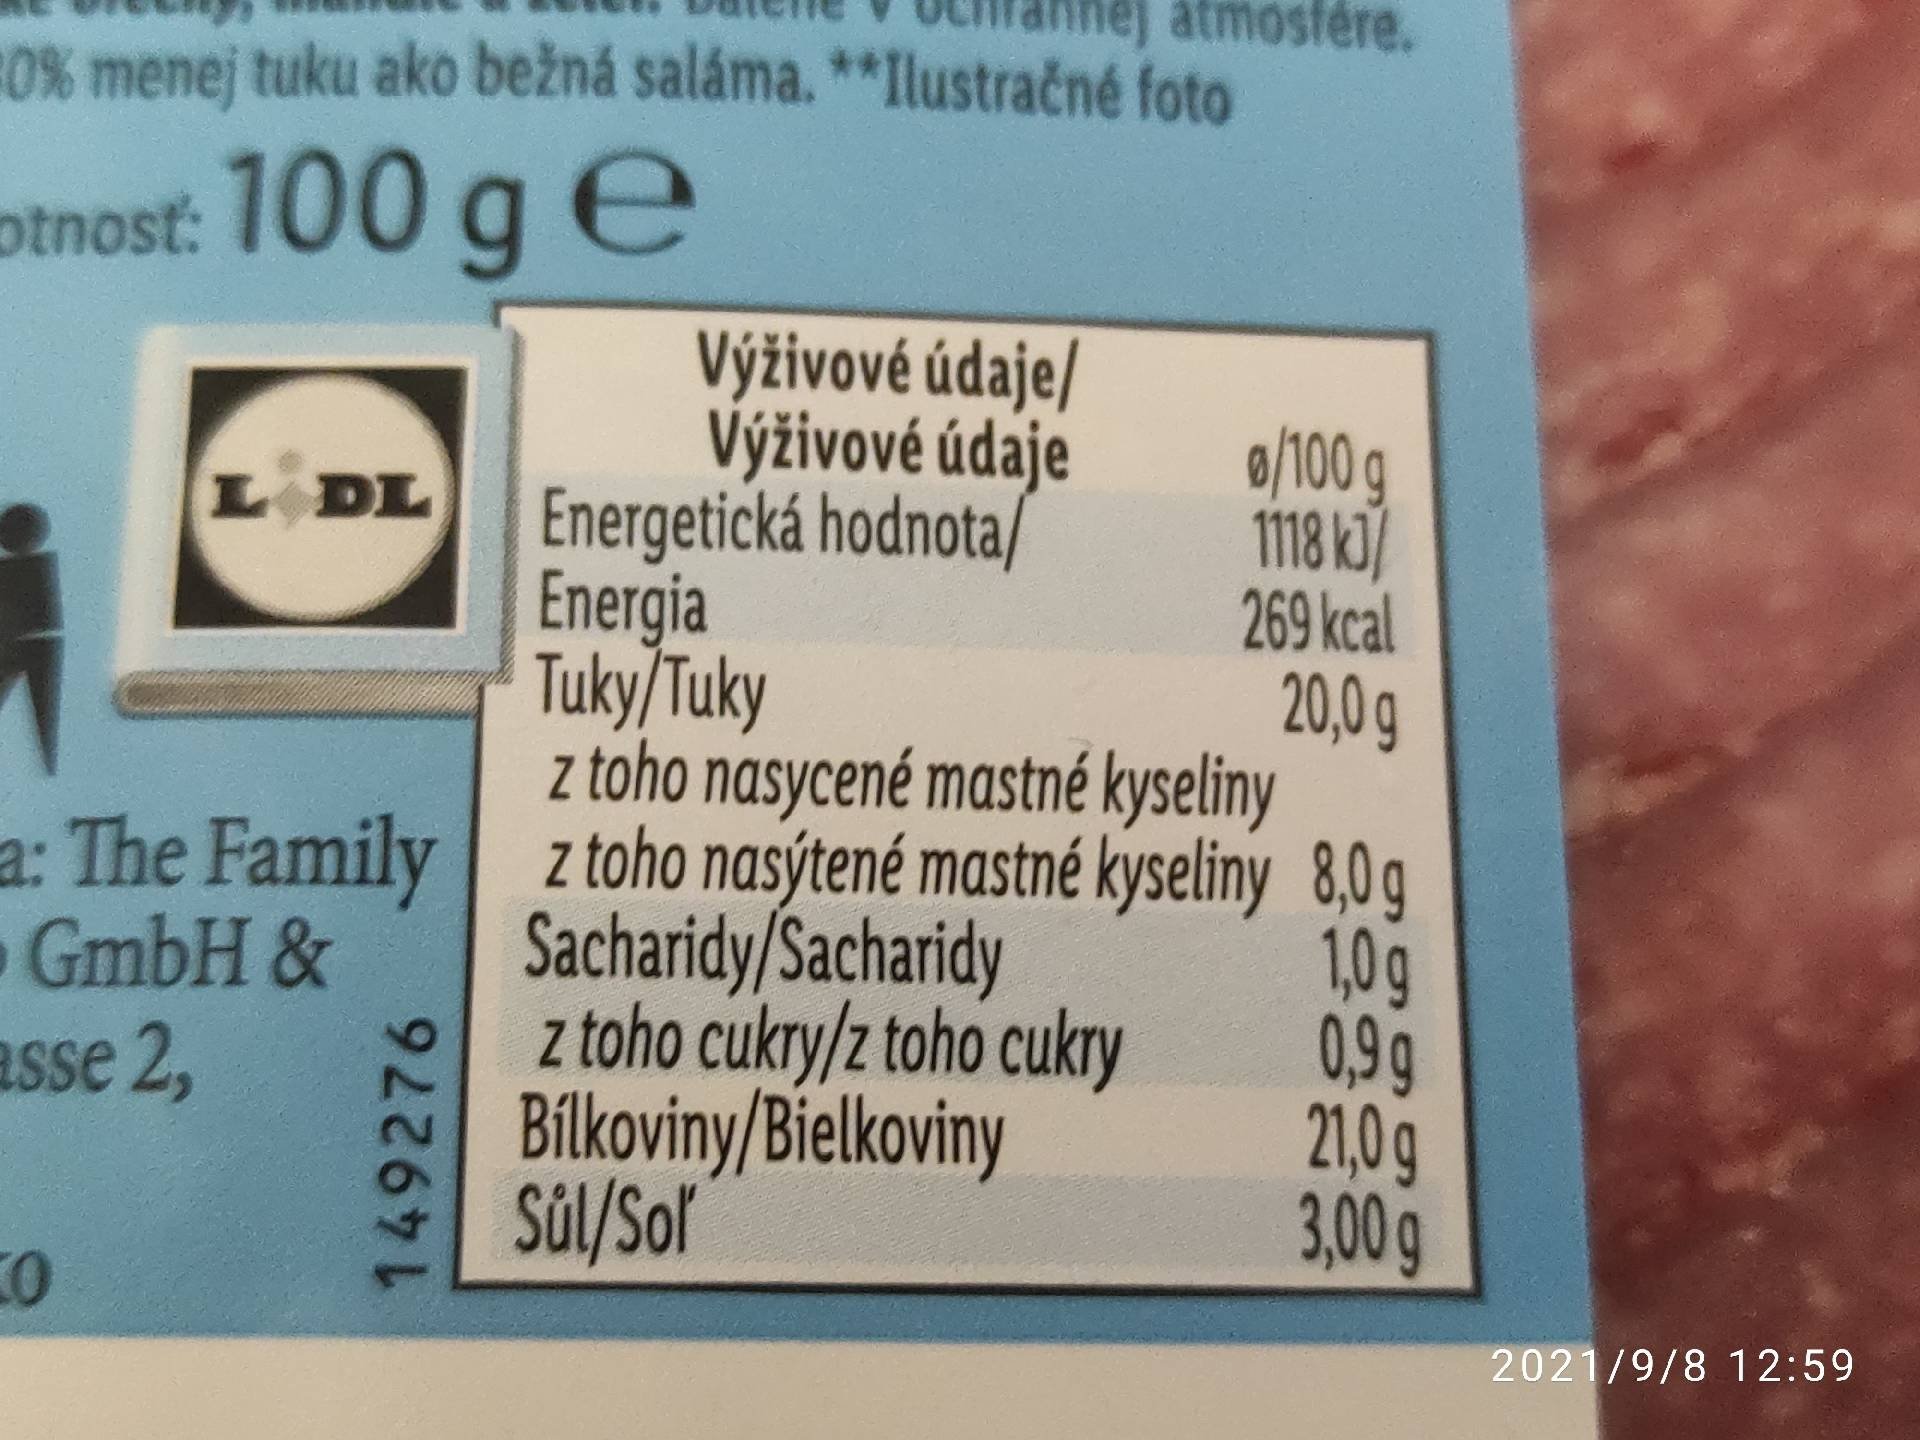 Balené v ochrannej atmosfére.
menej tuku ako bežná saláma. **Ilustračné foto
100 g e
LIDL
Výživové údaje/
Výživové údaje ø/100 g
Energetická hodnota/ 1118 kJ/
Energia 269 kcal
Tuky/Tuky 20,0 g
z toho nasycené mastné kyseliny
z toho nasýtené mastné kyseliny 8,0 g
Sacharidy/Sacharidy 1,0 g
z toho cukry/z toho cukry 0,9 g
Bílkoviny/Bielkoviny 21,0 g
Sůl/Soľ 3,00 g
a: The Family
GmbH &
asse 2,
149276
2021/9/8 12:59